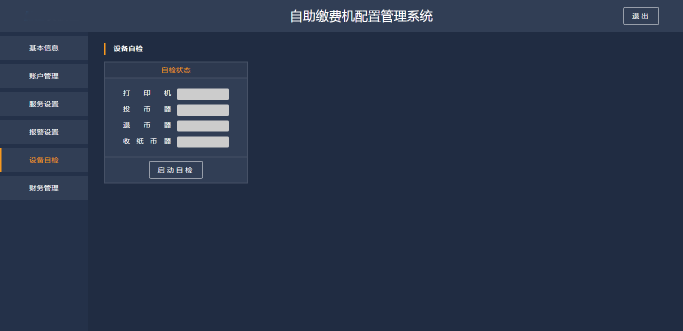 自助缴费机配置管理系统
退出
基本信息
账户管理
服务设置
报警设置
设备自检
财务管理
设备自检
自检状态
打印机
投币器
退币器
收纸币器
启动自检